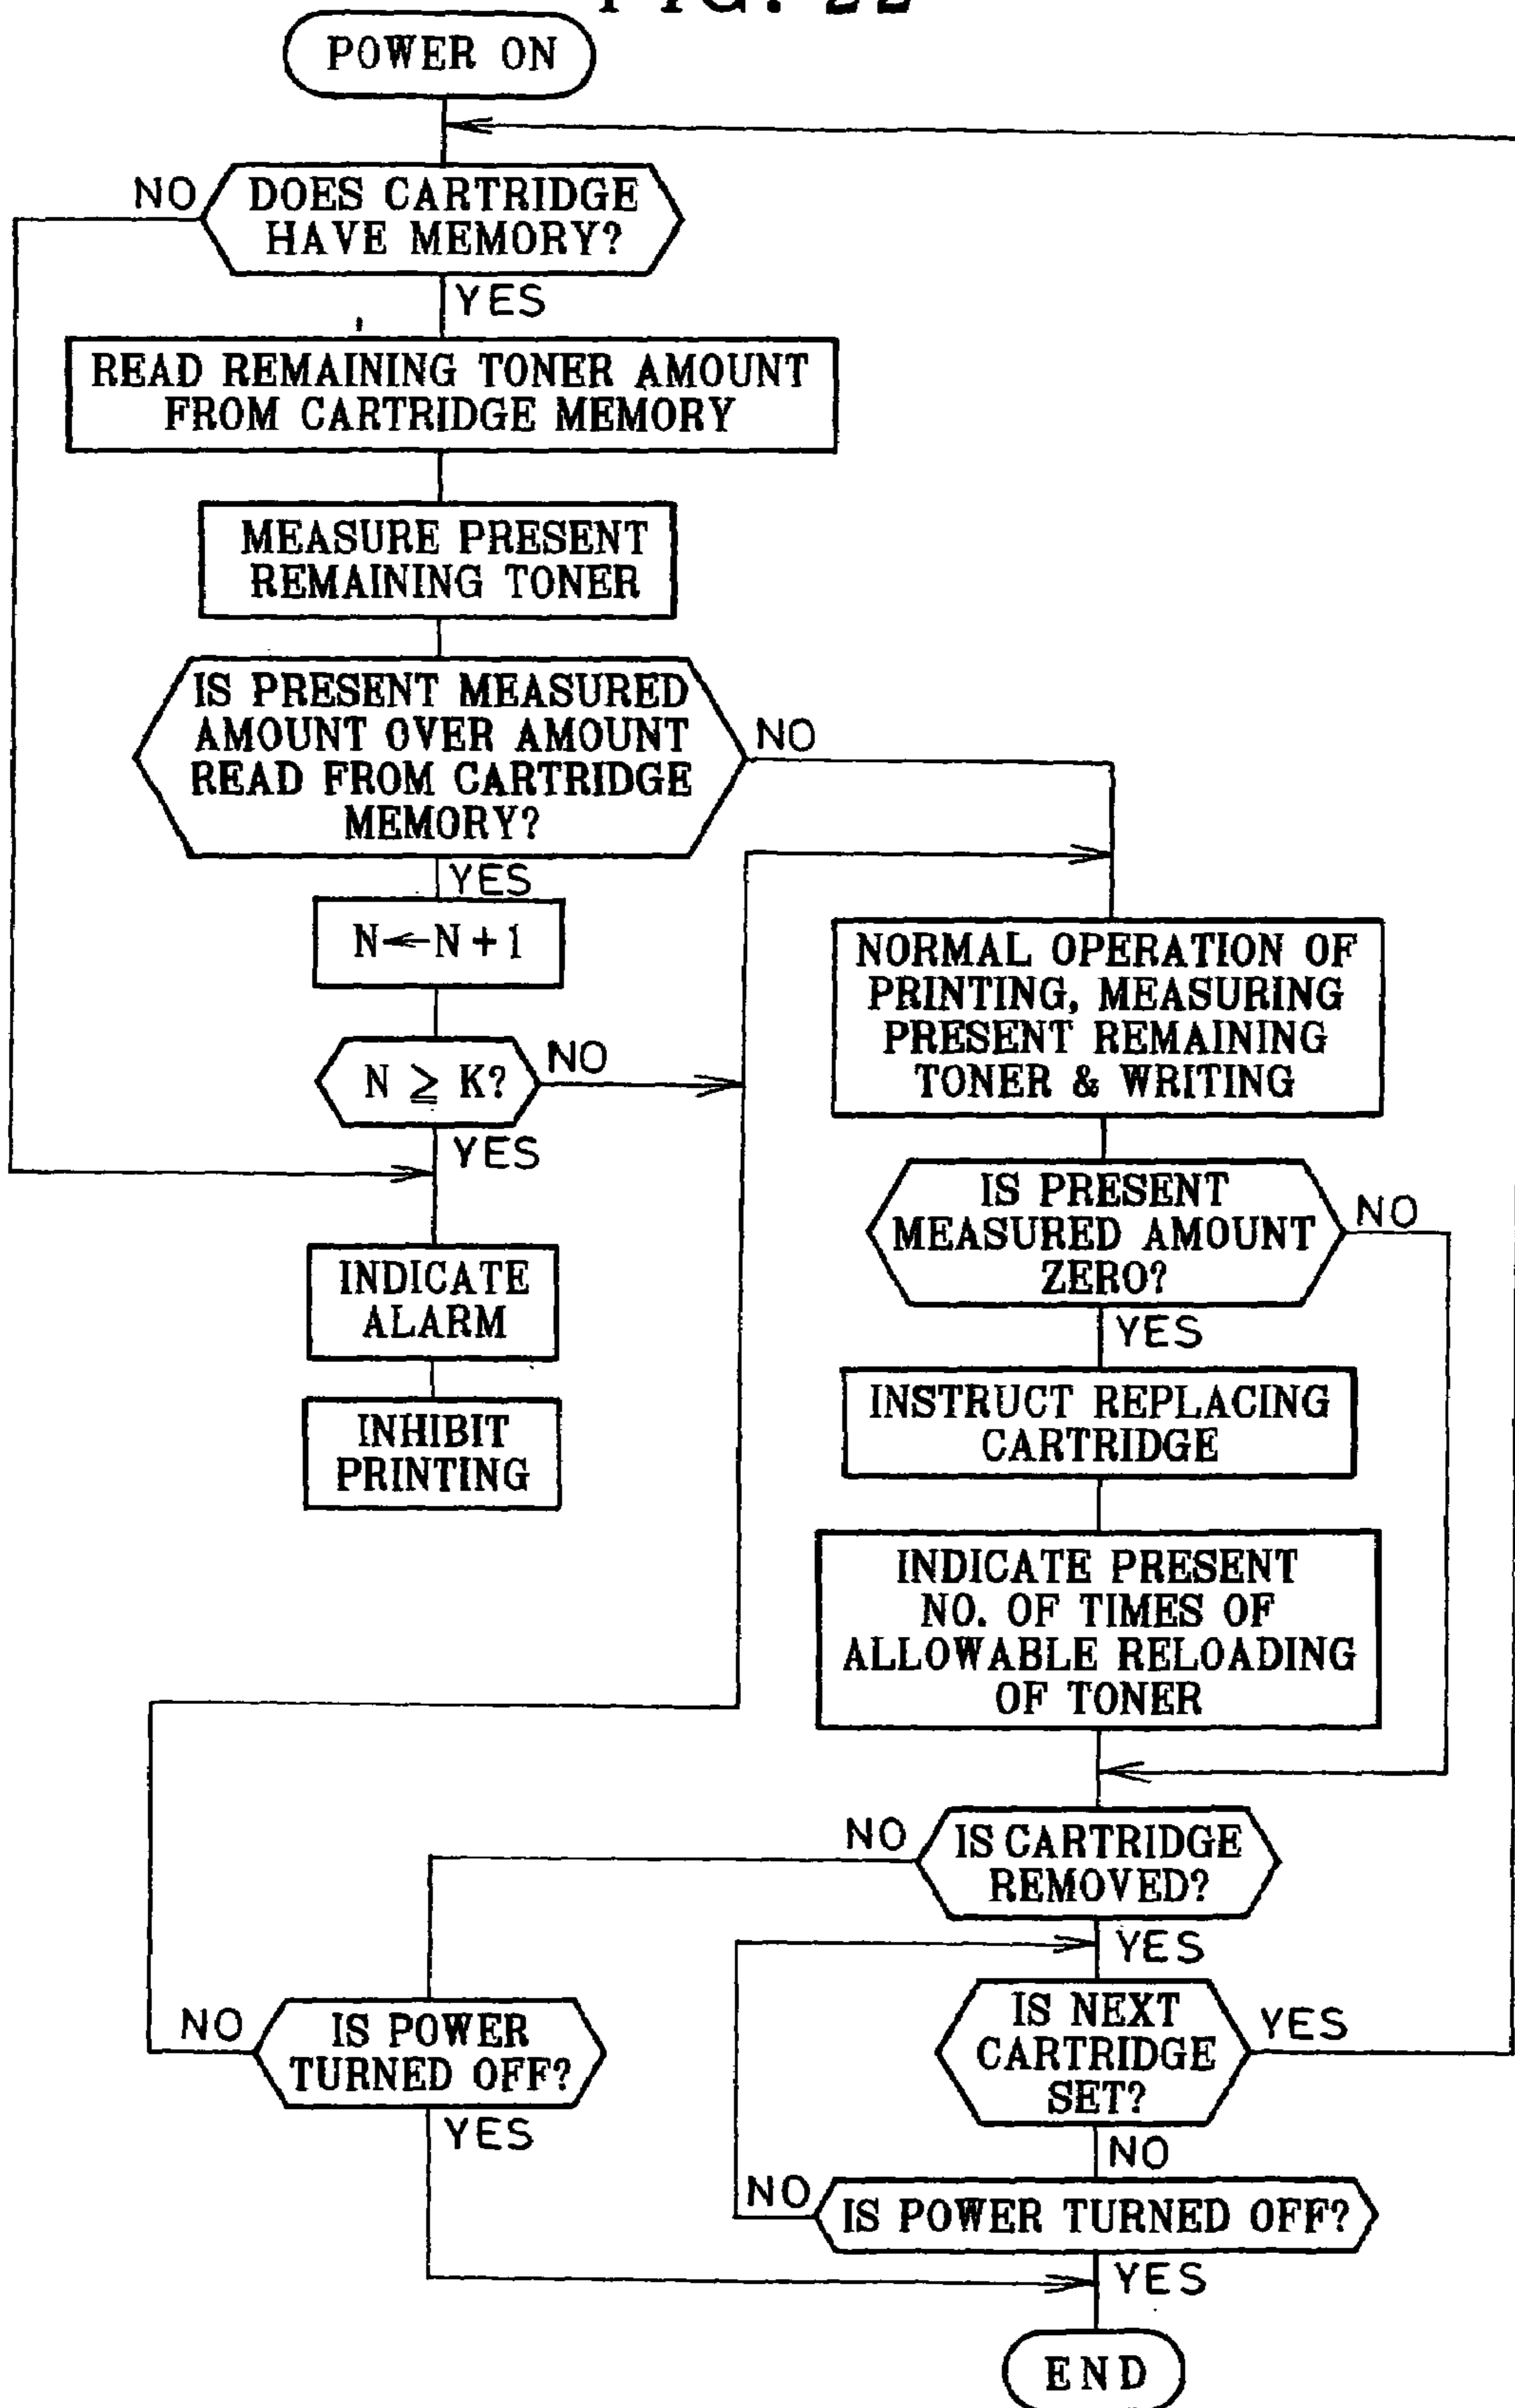 FIG. 22
POWER ON
NO
DOES CARTRIDGE
HAVE MEMORY?
YES
READ REMAINING TONER AMOUNT
FROM CARTRIDGE MEMORY
MEASURE PRESENT
REMAINING TONER
IS PRESENT MEASURED
AMOUNT OVER AMOUNT
READ FROM CARTRIDGE
MEMORY?
NO
YES
N←N+1
N ≧ K?
NO
YES
INDICATE
ALARM
INHIBIT
PRINTING
NORMAL OPERATION OF
PRINTING, MEASURING
PRESENT REMAINING
TONER & WRITING
IS PRESENT
MEASURED AMOUNT
ZERO?
NO
YES
INSTRUCT REPLACING
CARTRIDGE
INDICATE PRESENT
NO. OF TIMES OF
ALLOWABLE RELOADING
OF TONER
NO
IS CARTRIDGE
REMOVED?
YES
NO
IS POWER
TURNED OFF?
YES
IS NEXT
CARTRIDGE
SET?
YES
NO
NO
IS POWER TURNED OFF?
YES
END